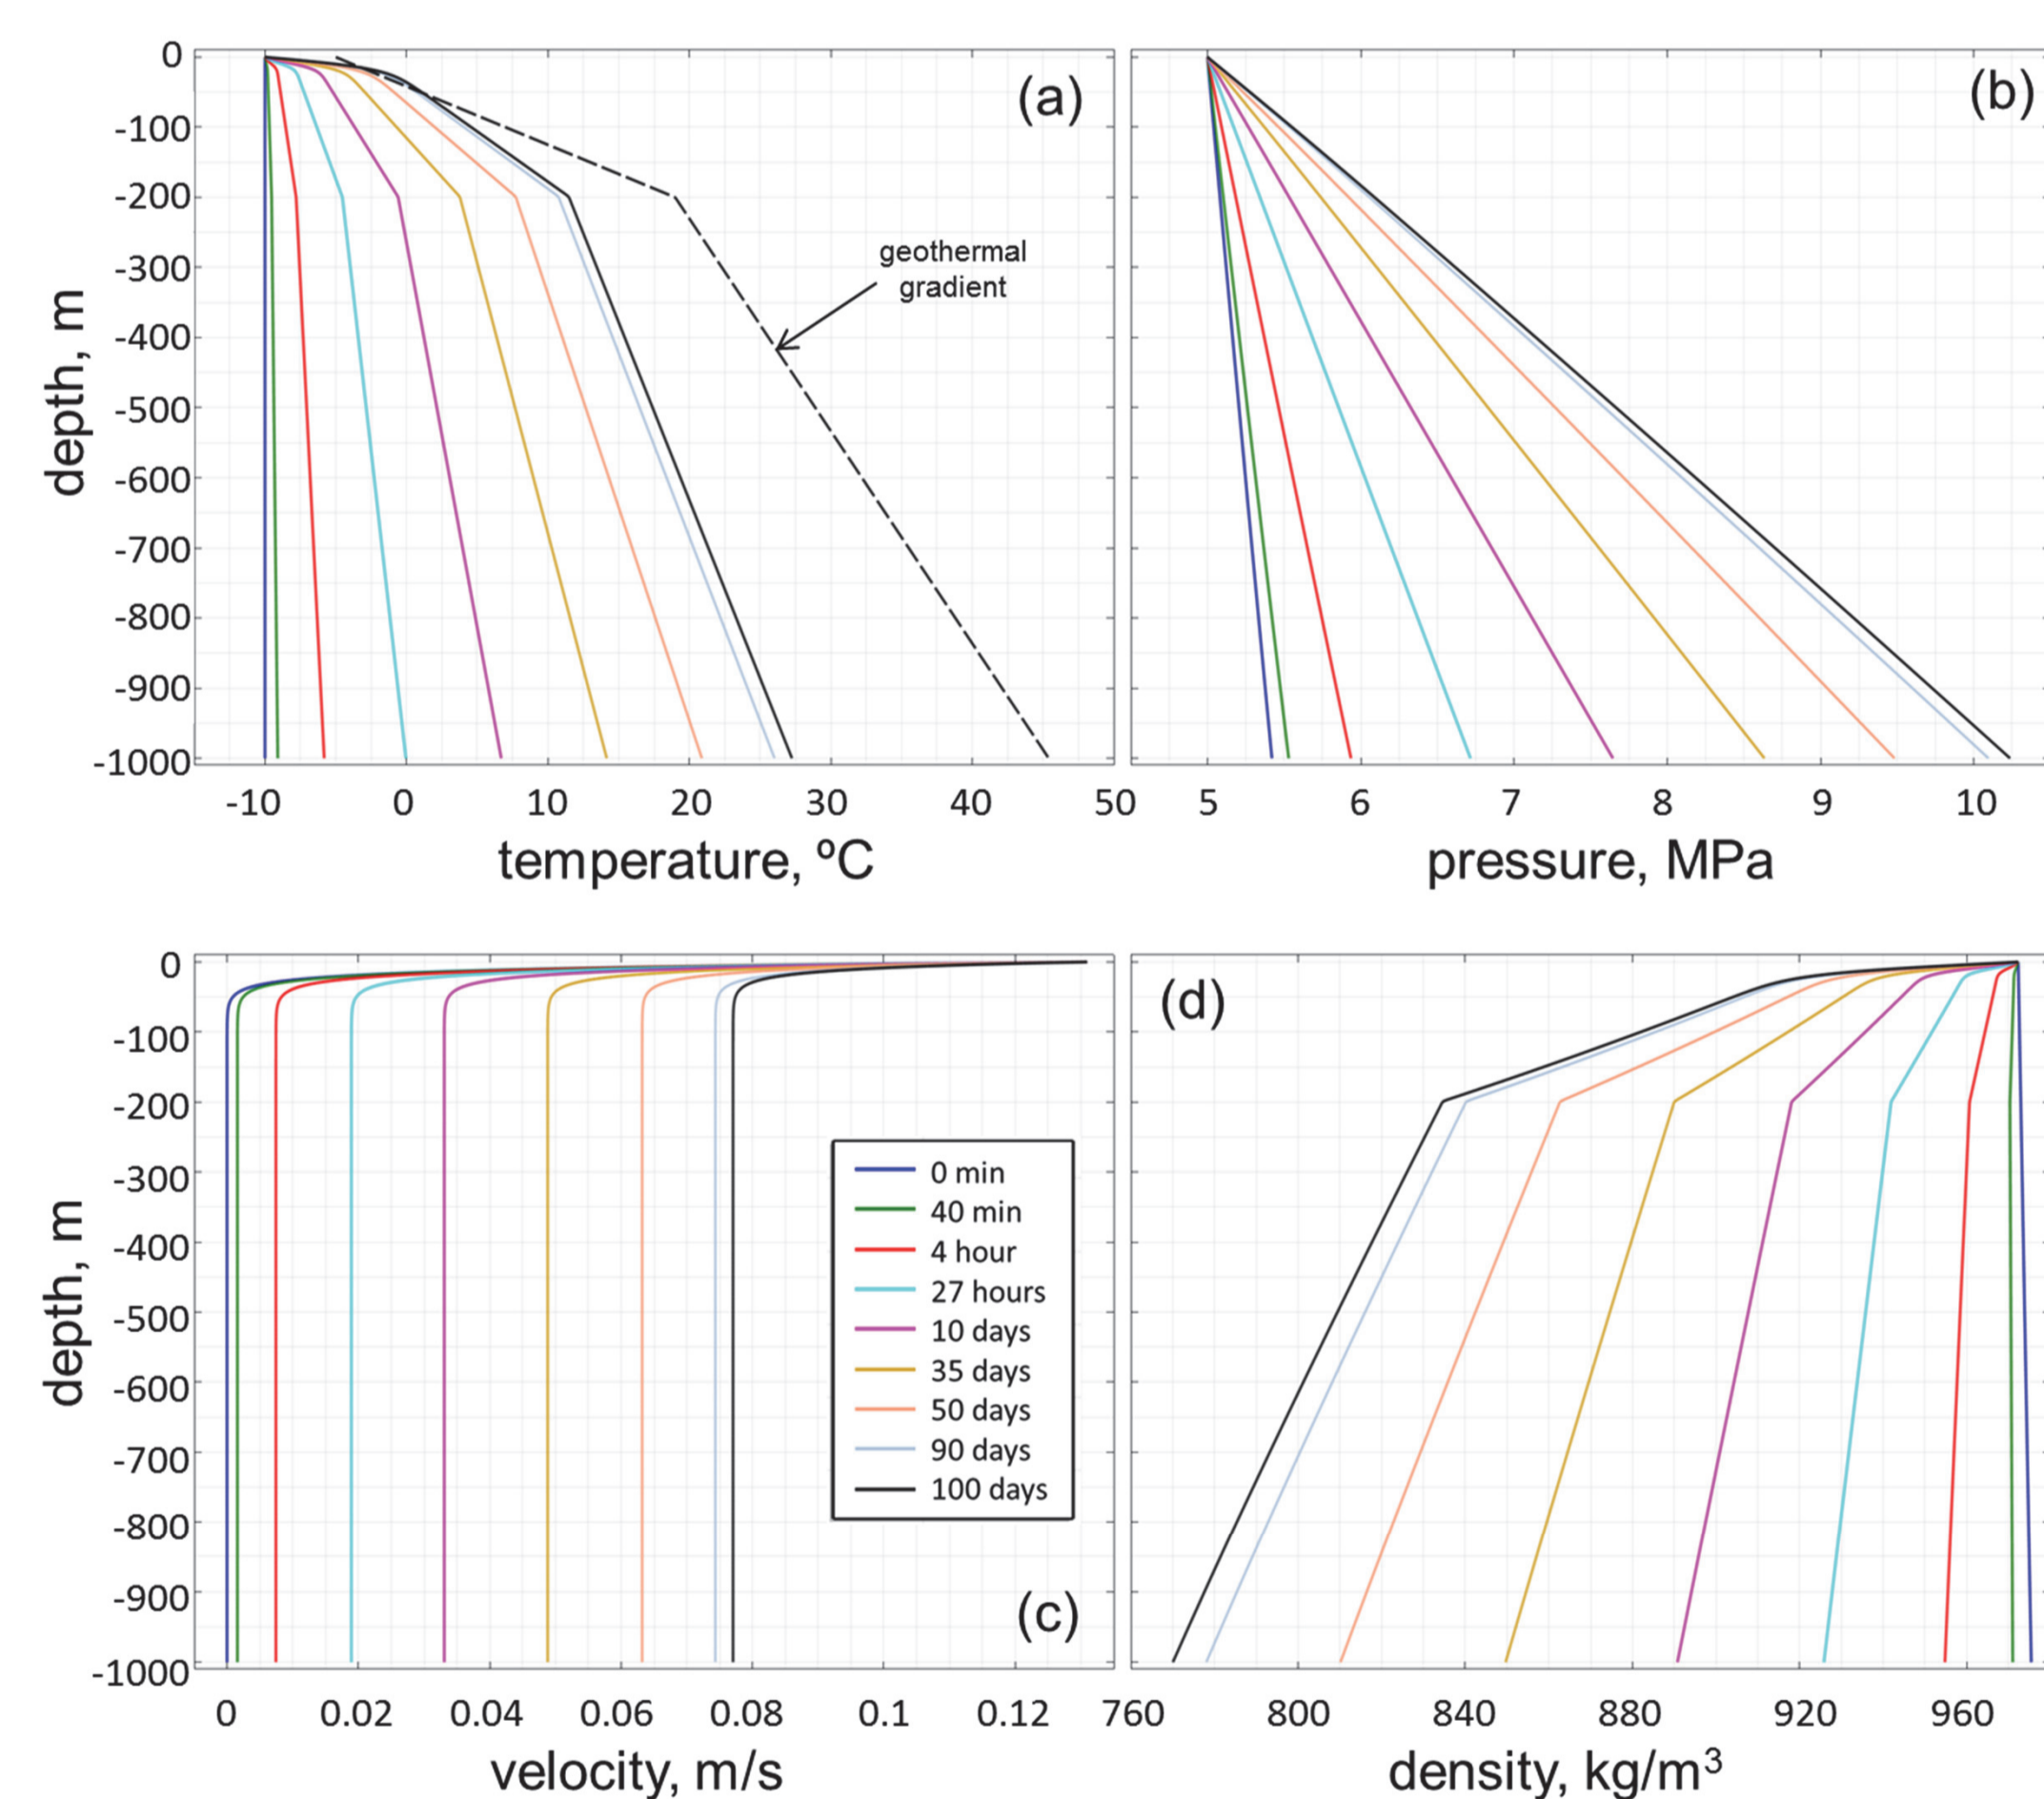 0
-100
-200
-300
-400
-500
-600
-700
-800
-900
-1000
depth, m
(a)
geothermal
gradient
-10 0 10 20 30 40 50
temperature, ºC
(b)
5 6 7 8 9 10
pressure, MPa
0
-100
-200
-300
-400
-500
-600
-700
-800
-900
-1000
depth, m
0 min
40 min
4 hour
27 hours
10 days
35 days
50 days
90 days
100 days
(c)
0 0.02 0.04 0.06 0.08 0.1 0.12
velocity, m/s
(d)
760 800 840 880 920 960
density, kg/m³